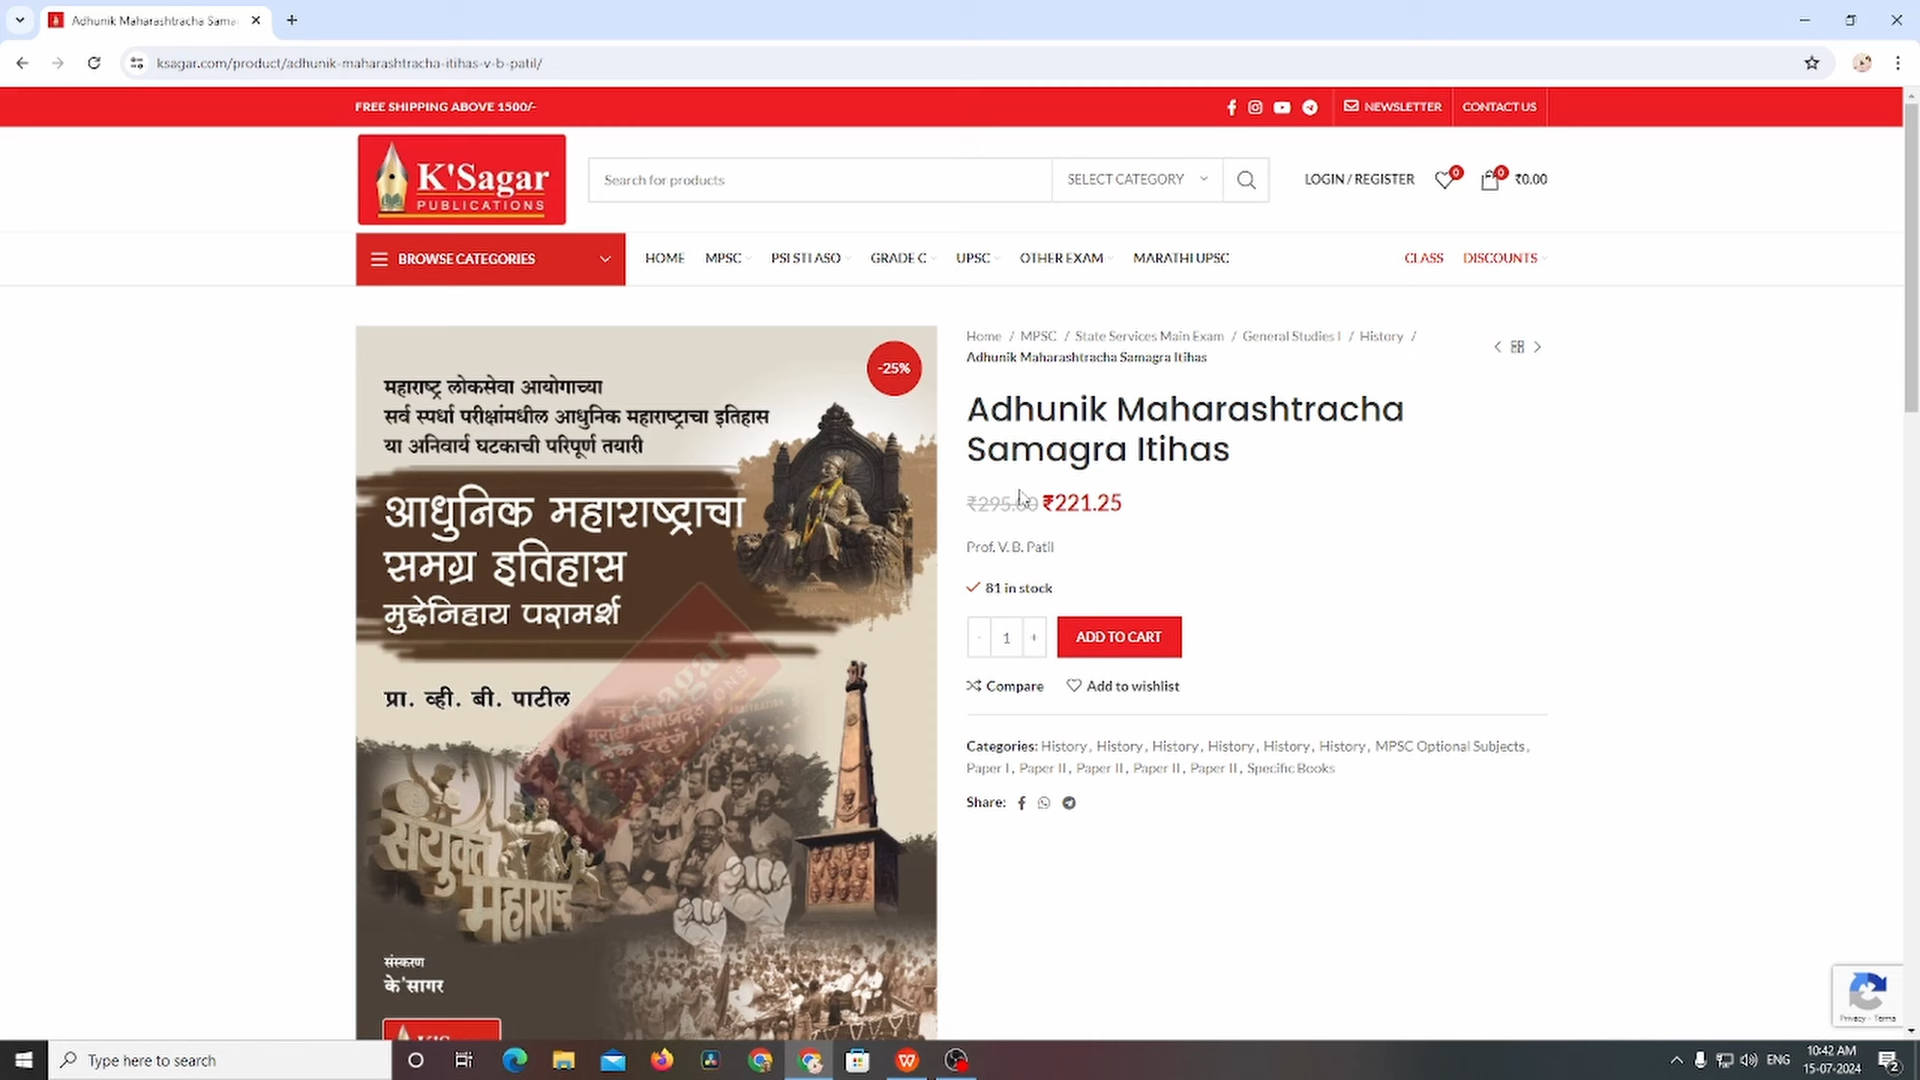 Adhunik Maharashtracha Sama
ksagar.com/product/adhunik-maharashtracha-itihas-v-b-patil/
FREE SHIPPING ABOVE 1500/-
NEWSLETTER
CONTACT US
K'Sagar
PUBLICATIONS
Search for products
SELECT CATEGORY
LOGIN / REGISTER
0
0
₹0.00
BROWSE CATEGORIES
HOME
MPSC
PSI STI ASO
GRADE C
UPSC
OTHER EXAM
MARATHI UPSC
CLASS
DISCOUNTS
-25%
महाराष्ट्र लोकसेवा आयोगाच्या
सर्व स्पर्धा परीक्षांमधील आधुनिक महाराष्ट्राचा इतिहास
या अनिवार्य घटकाची परिपूर्ण तयारी
आधुनिक महाराष्ट्राचा
समग्र इतिहास
मुद्देनिहाय परामर्श
प्रा. व्ही. बी. पाटील
संयुक्त
महाराष्ट्र
संस्करण
के'सागर
Home / MPSC / State Services Main Exam / General Studies I / History /
Adhunik Maharashtracha Samagra Itihas
Adhunik Maharashtracha
Samagra Itihas
₹221.25
Prof. V. B. Patil
81 in stock
- 1 +
ADD TO CART
Compare
Add to wishlist
Categories: History, History, History, History, History, History, MPSC Optional Subjects,
Paper I, Paper II, Paper II, Paper II, Paper II, Specific Books
Share:
Privacy - Terms
Type here to search
ENG
10:42 AM
15-07-2024
2